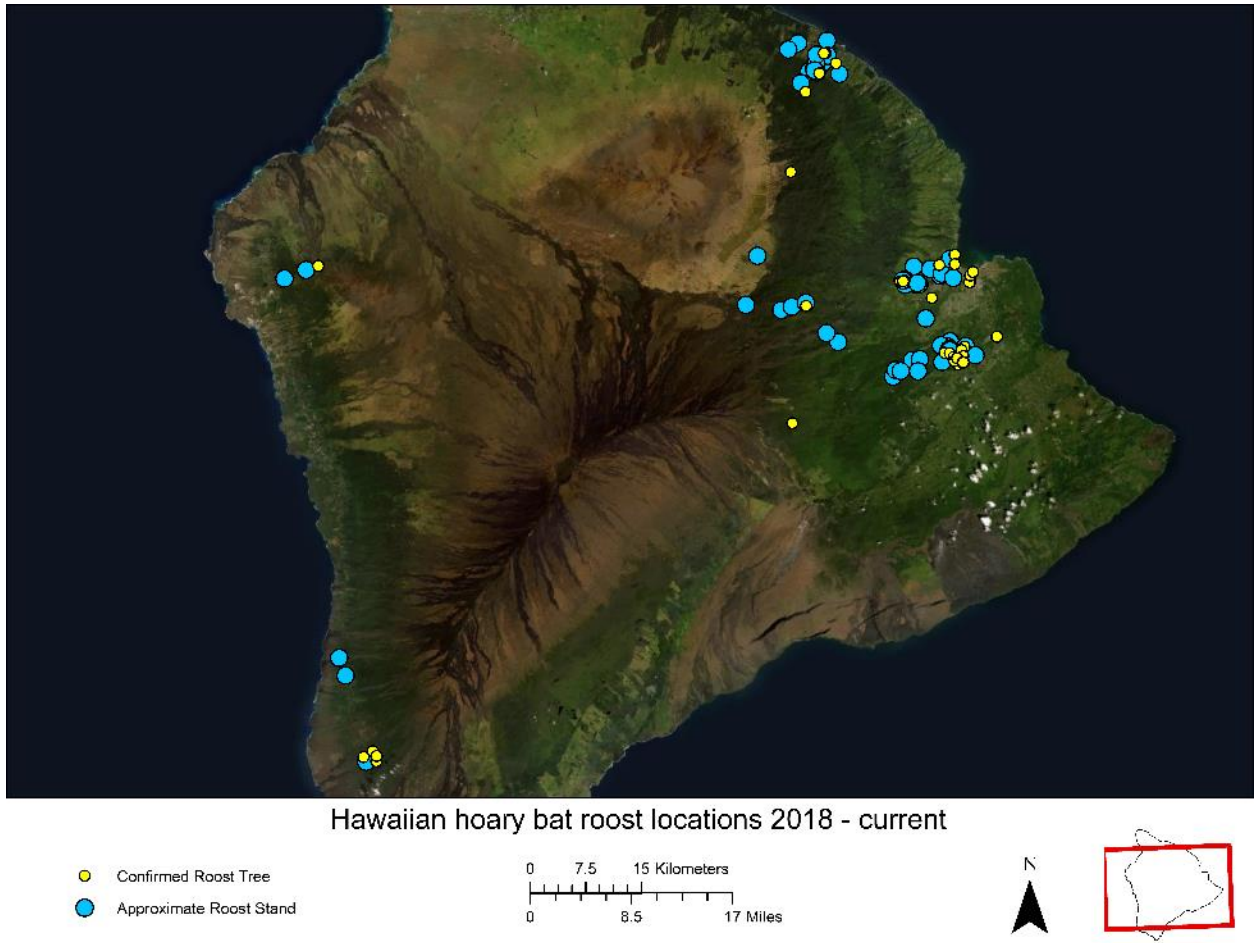 Hawaiian hoary bat roost locations 2018 - current
Confirmed Roost Tree
Approximate Roost Stand
0 7.5 15 Kilometers
0 8.5 17 Miles
N